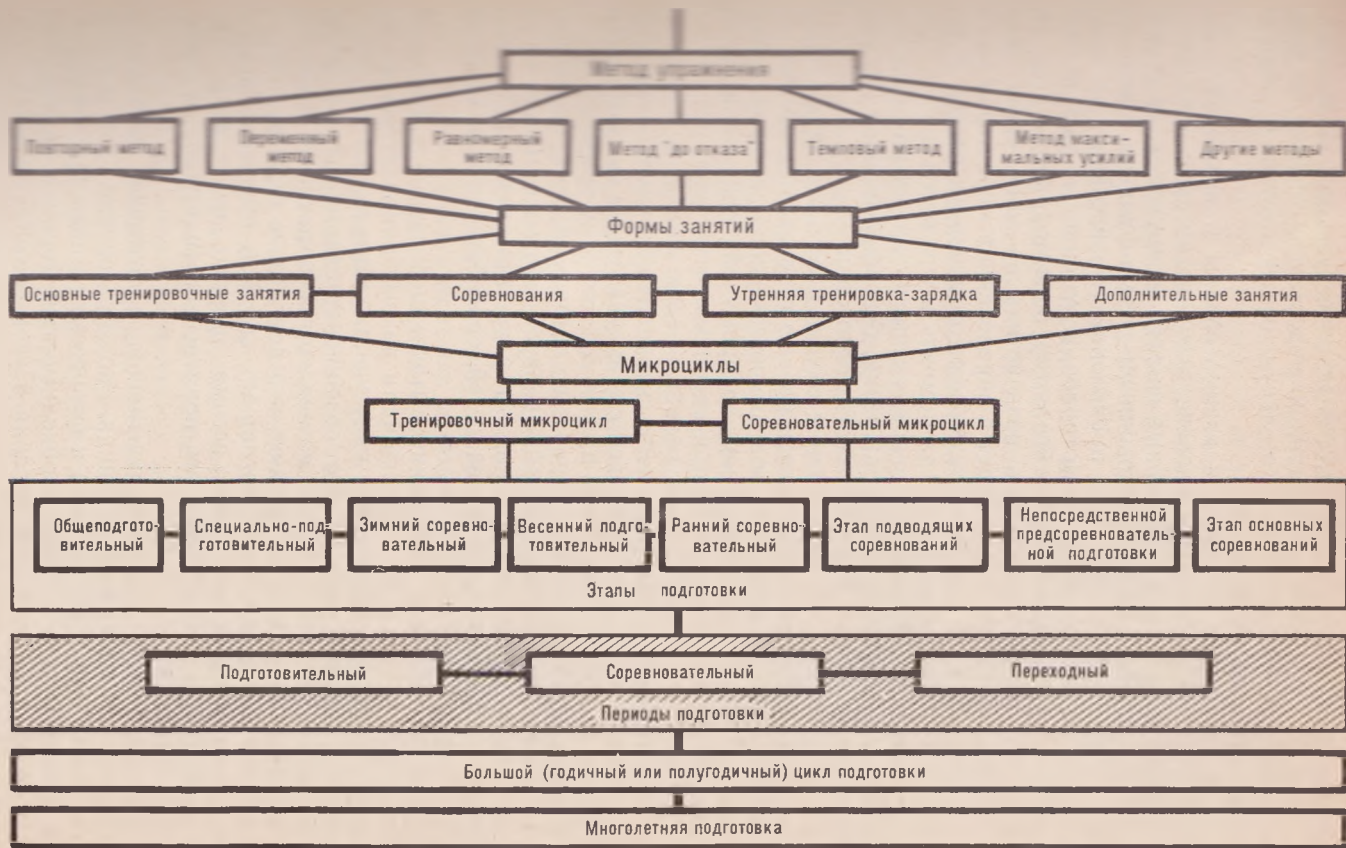 Метод упражнения
Повторный метод
Переменный
метод
Равномерный
метод
Метод "до отказа"
Темповый метод
Метод макси-
мальных усилий
Другие методы
Формы занятий
Основные тренировочные занятия
Соревнования
Утренняя тренировка-зарядка
Дополнительные занятия
Микроциклы
Тренировочный микроцикл
Соревновательный микроцикл
Общеподгото-
вительный
Специально-под-
готовительный
Зимний соревно-
вательный
Весенний подго-
товительный
Ранний соревно-
вательный
Этап подводящих
соревнований
Непосредственной
предсоревнователь-
ной подготовки
Этап основных
соревнований
Этапы подготовки
Подготовительный
Соревновательный
Переходный
Периоды подготовки
Большой (годичный или полугодичный) цикл подготовки
Многолетняя подготовка